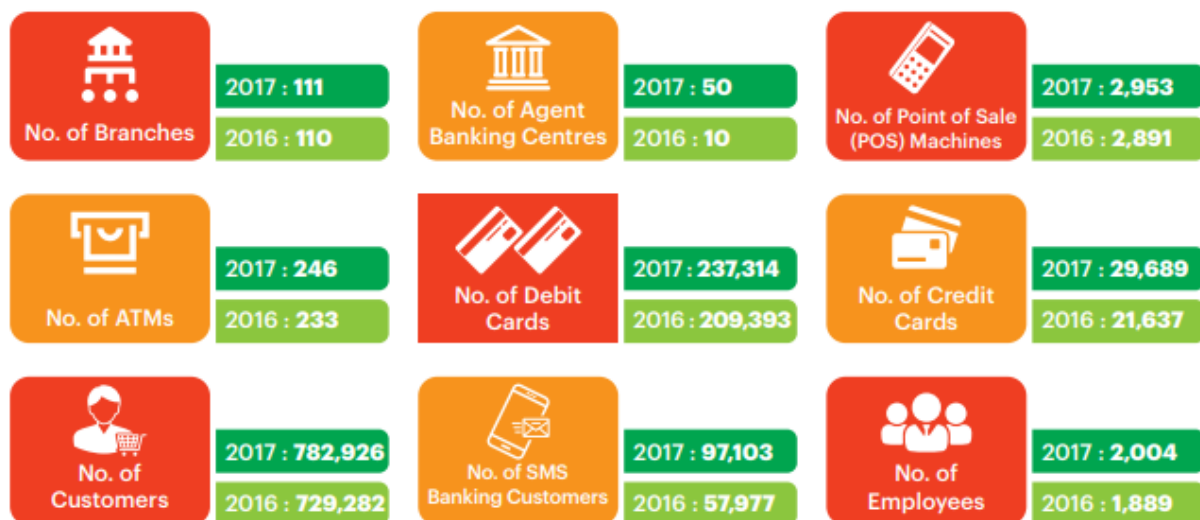 No. of Branches
2017 : 111
2016 : 110
No. of Agent
Banking Centres
2017 : 50
2016 : 10
No. of Point of Sale
(POS) Machines
2017 : 2,953
2016 : 2,891
No. of ATMs
2017 : 246
2016 : 233
No. of Debit
Cards
2017 : 237,314
2016 : 209,393
No. of Credit
Cards
2017 : 29,689
2016 : 21,637
No. of
Customers
2017 : 782,926
2016 : 729,282
No. of SMS
Banking Customers
2017 : 97,103
2016 : 57,977
No. of
Employees
2017 : 2,004
2016 : 1,889